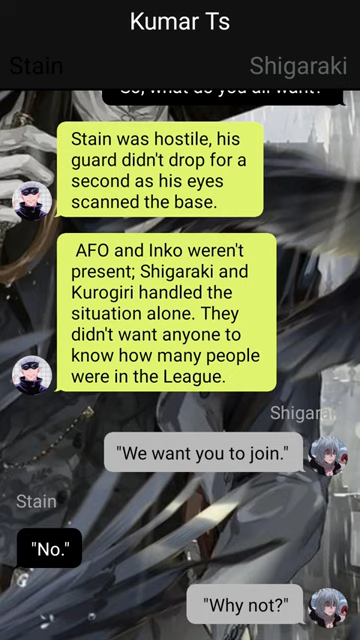 Kumar Ts
Stain
Shigaraki
So, what do you all want?"
Stain was hostile, his
guard didn't drop for a
second as his eyes
scanned the base.
AFO and Inko weren't
present; Shigaraki and
Kurogiri handled the
situation alone. They
didn't want anyone to
know how many people
were in the League.
Shigara
"We want you to join."
Stain
"No."
"Why not?"